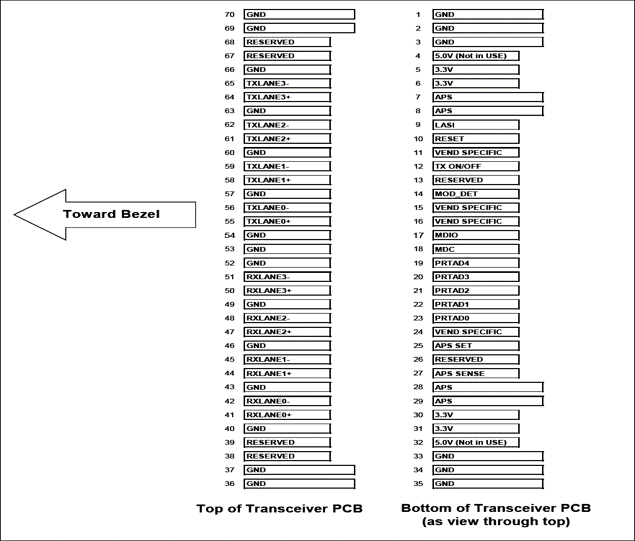 70 GND 1 GND
69 GND 2 GND
68 RESERVED 3 GND
67 RESERVED 4 5.0V (Not in USE)
66 GND 5 3.3V
65 TXLANE3- 6 3.3V
64 TXLANE3+ 7 APS
63 GND 8 APS
62 TXLANE2- 9 LASI
61 TXLANE2+ 10 RESET
60 GND 11 VEND SPECIFIC
59 TXLANE1- 12 TX ON/OFF
58 TXLANE1+ 13 RESERVED
57 GND 14 MOD_DET
56 TXLANE0- 15 VEND SPECIFIC
Toward Bezel
55 TXLANE0+ 16 VEND SPECIFIC
54 GND 17 MDIO
53 GND 18 MDC
52 GND 19 PRTAD4
51 RXLANE3- 20 PRTAD3
50 RXLANE3+ 21 PRTAD2
49 GND 22 PRTAD1
48 RXLANE2- 23 PRTAD0
47 RXLANE2+ 24 VEND SPECIFIC
46 GND 25 APS SET
45 RXLANE1- 26 RESERVED
44 RXLANE1+ 27 APS SENSE
43 GND 28 APS
42 RXLANE0- 29 APS
41 RXLANE0+ 30 3.3V
40 GND 31 3.3V
39 RESERVED 32 5.0V (Not in USE)
38 RESERVED 33 GND
37 GND 34 GND
36 GND 35 GND
Top of Transceiver PCB Bottom of Transceiver PCB
(as view through top)